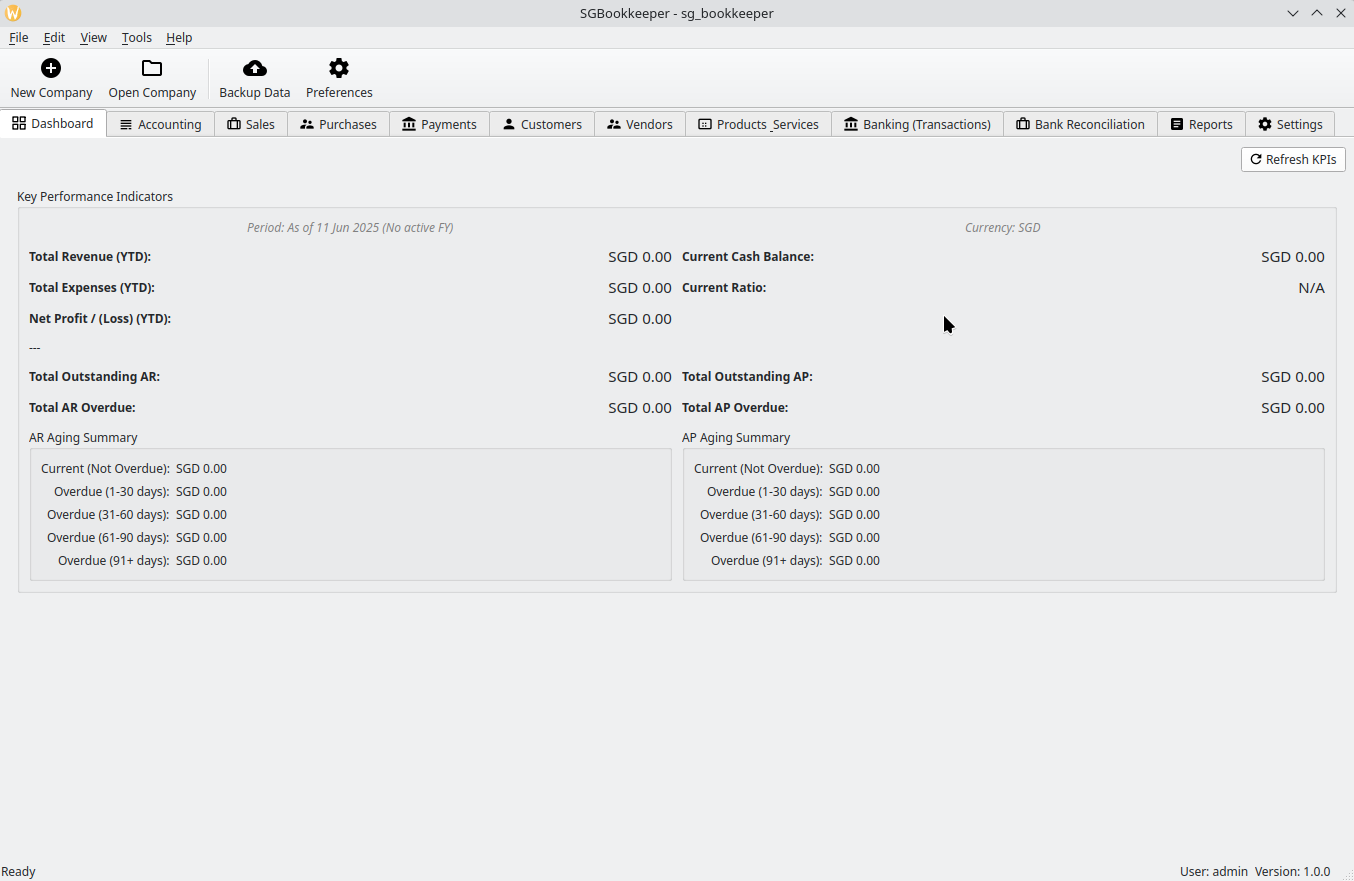 SGBookkeeper - sg_bookkeeper
File Edit View Tools Help
New Company Open Company Backup Data Preferences
Dashboard Accounting Sales Purchases Payments Customers Vendors Products _Services Banking (Transactions) Bank Reconciliation Reports Settings
Refresh KPIs
Key Performance Indicators
Period: As of 11 Jun 2025 (No active FY) Currency: SGD
Total Revenue (YTD): SGD 0.00 Current Cash Balance: SGD 0.00
Total Expenses (YTD): SGD 0.00 Current Ratio: N/A
Net Profit / (Loss) (YTD): SGD 0.00
---
Total Outstanding AR: SGD 0.00 Total Outstanding AP: SGD 0.00
Total AR Overdue: SGD 0.00 Total AP Overdue: SGD 0.00
AR Aging Summary
Current (Not Overdue): SGD 0.00
Overdue (1-30 days): SGD 0.00
Overdue (31-60 days): SGD 0.00
Overdue (61-90 days): SGD 0.00
Overdue (91+ days): SGD 0.00
AP Aging Summary
Current (Not Overdue): SGD 0.00
Overdue (1-30 days): SGD 0.00
Overdue (31-60 days): SGD 0.00
Overdue (61-90 days): SGD 0.00
Overdue (91+ days): SGD 0.00
Ready User: admin Version: 1.0.0